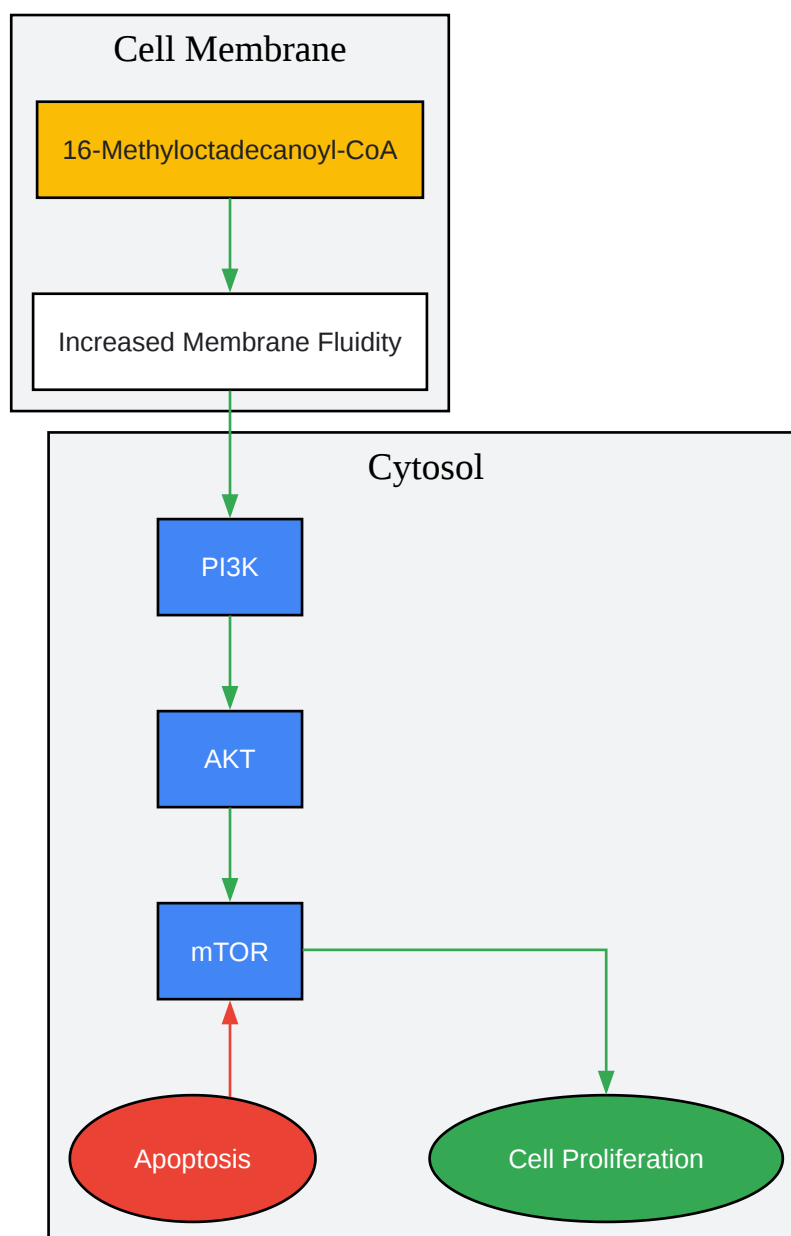 Cell Membrane
16-Methyloctadecanoyl-CoA
Increased Membrane Fluidity
Cytosol
PI3K
AKT
mTOR
Apoptosis
Cell Proliferation